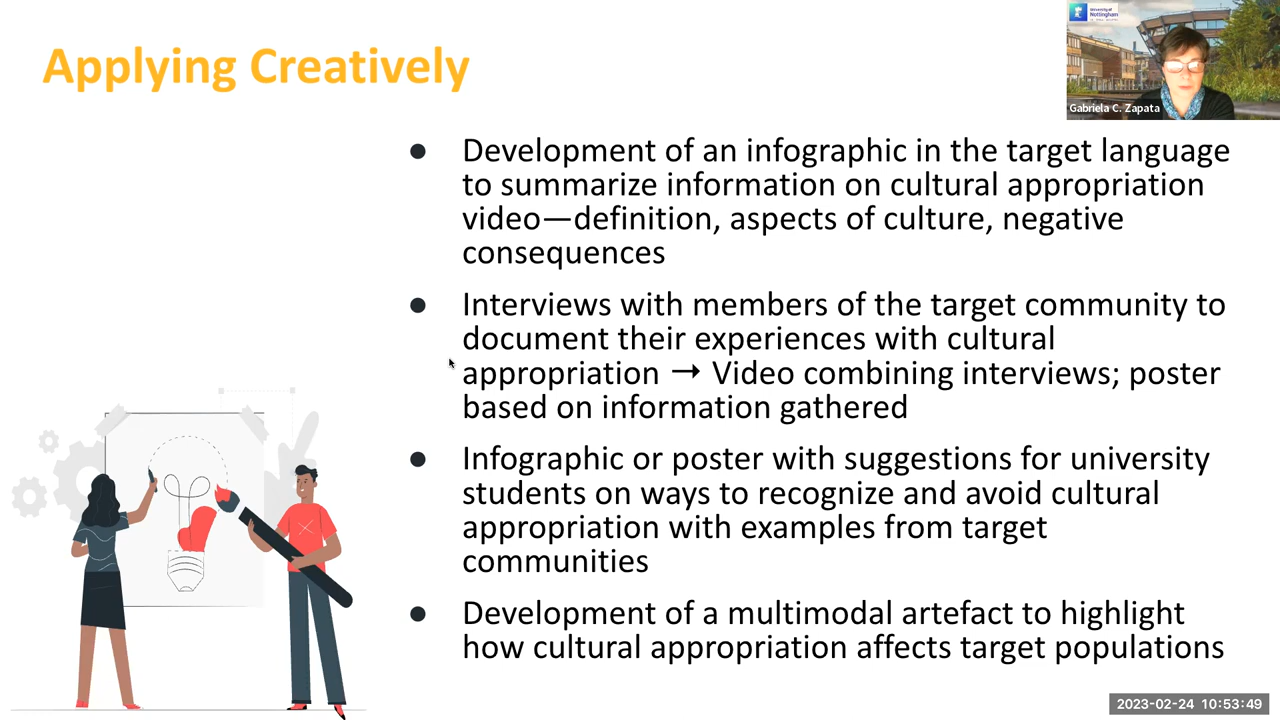 Applying Creatively
University of
Nottingham
Gabriela C. Zapata
● Development of an infographic in the target language
to summarize information on cultural appropriation
video—definition, aspects of culture, negative
consequences
● Interviews with members of the target community to
document their experiences with cultural
appropriation → Video combining interviews; poster
based on information gathered
● Infographic or poster with suggestions for university
students on ways to recognize and avoid cultural
appropriation with examples from target
communities
● Development of a multimodal artefact to highlight
how cultural appropriation affects target populations
2023-02-24 10:53:49